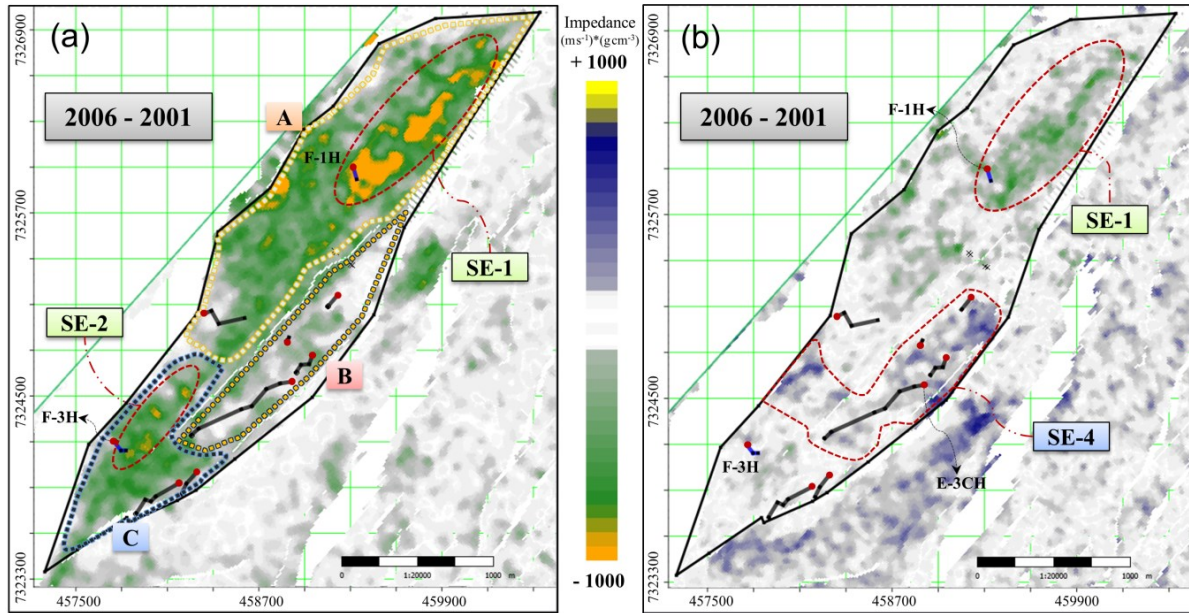 (a)
2006 - 2001
A
F-1H
SE-1
SE-2
F-3H
B
C
7326900
7325700
7324500
7323300
457500
458700
459900
0
1:20000
1000
m
Impedance
(ms⁻¹)*(gcm⁻³)
+ 1000
- 1000
(b)
2006 - 2001
F-1H
SE-1
SE-4
F-3H
E-3CH
7326900
7325700
7324500
7323300
457500
458700
459900
0
1:20000
1000
m